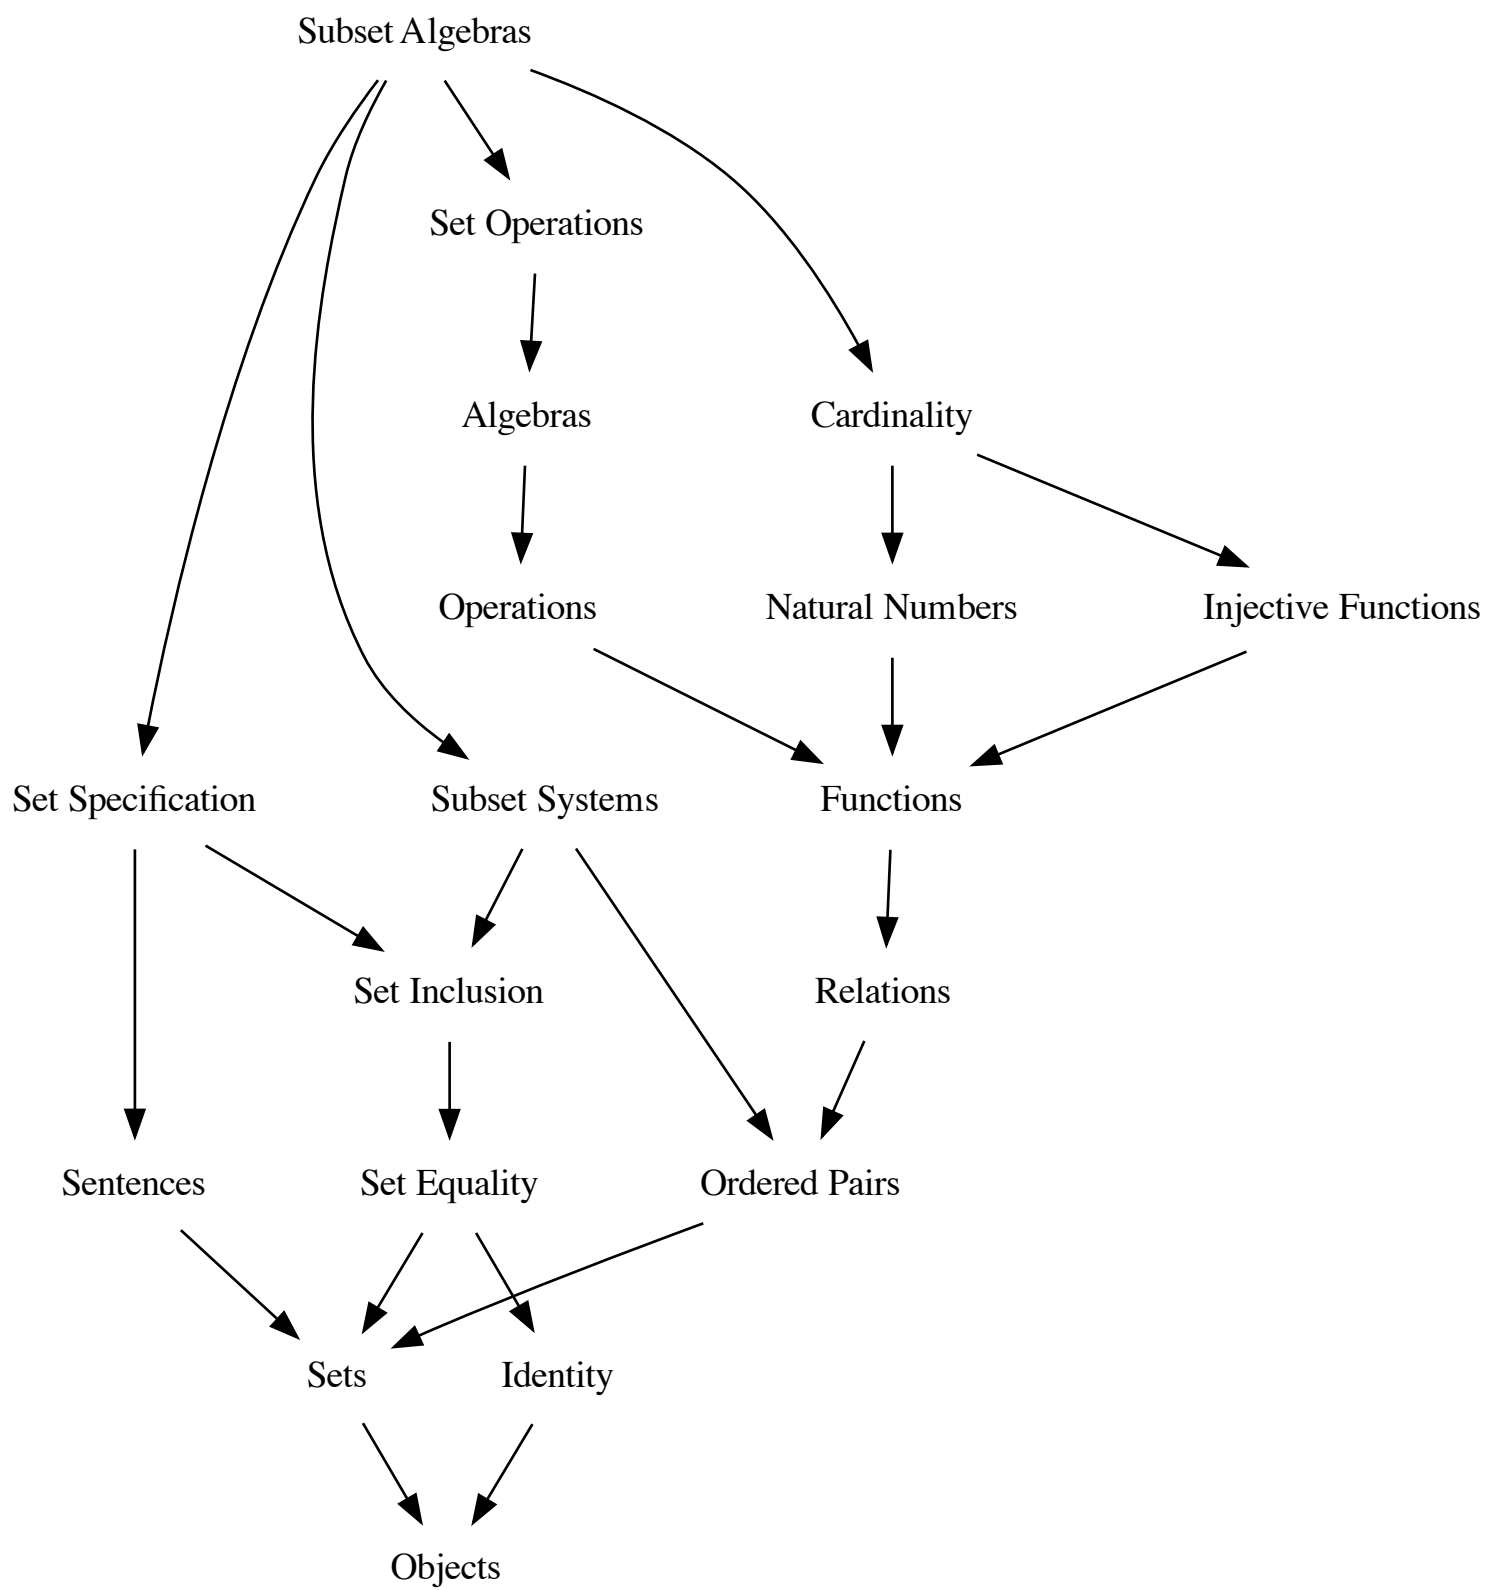 Subset Algebras
Set Operations
Algebras
Cardinality
Operations
Natural Numbers
Injective Functions
Set Specification
Subset Systems
Functions
Set Inclusion
Relations
Sentences
Set Equality
Ordered Pairs
Sets
Identity
Objects